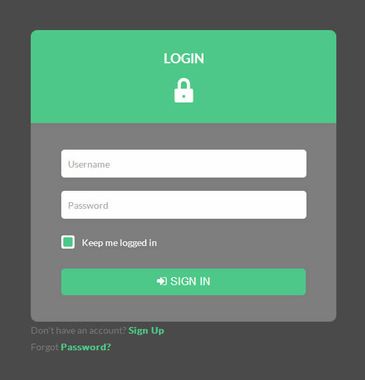 LOGIN
Username
Password
Keep me logged in
SIGN IN
Don't have an account? Sign Up
Forgot Password?